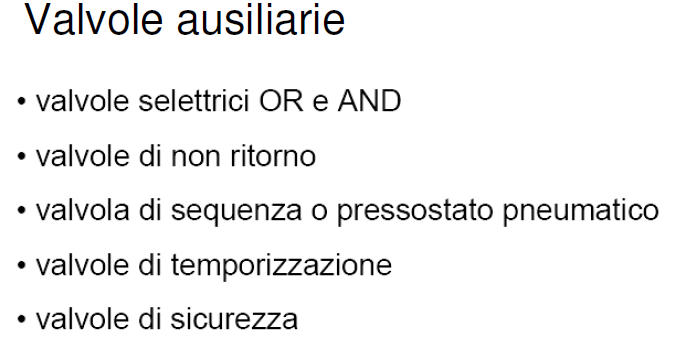 Valvole ausiliarie
• valvole selettrici OR e AND
• valvole di non ritorno
• valvola di sequenza o pressostato pneumatico
• valvole di temporizzazione
• valvole di sicurezza